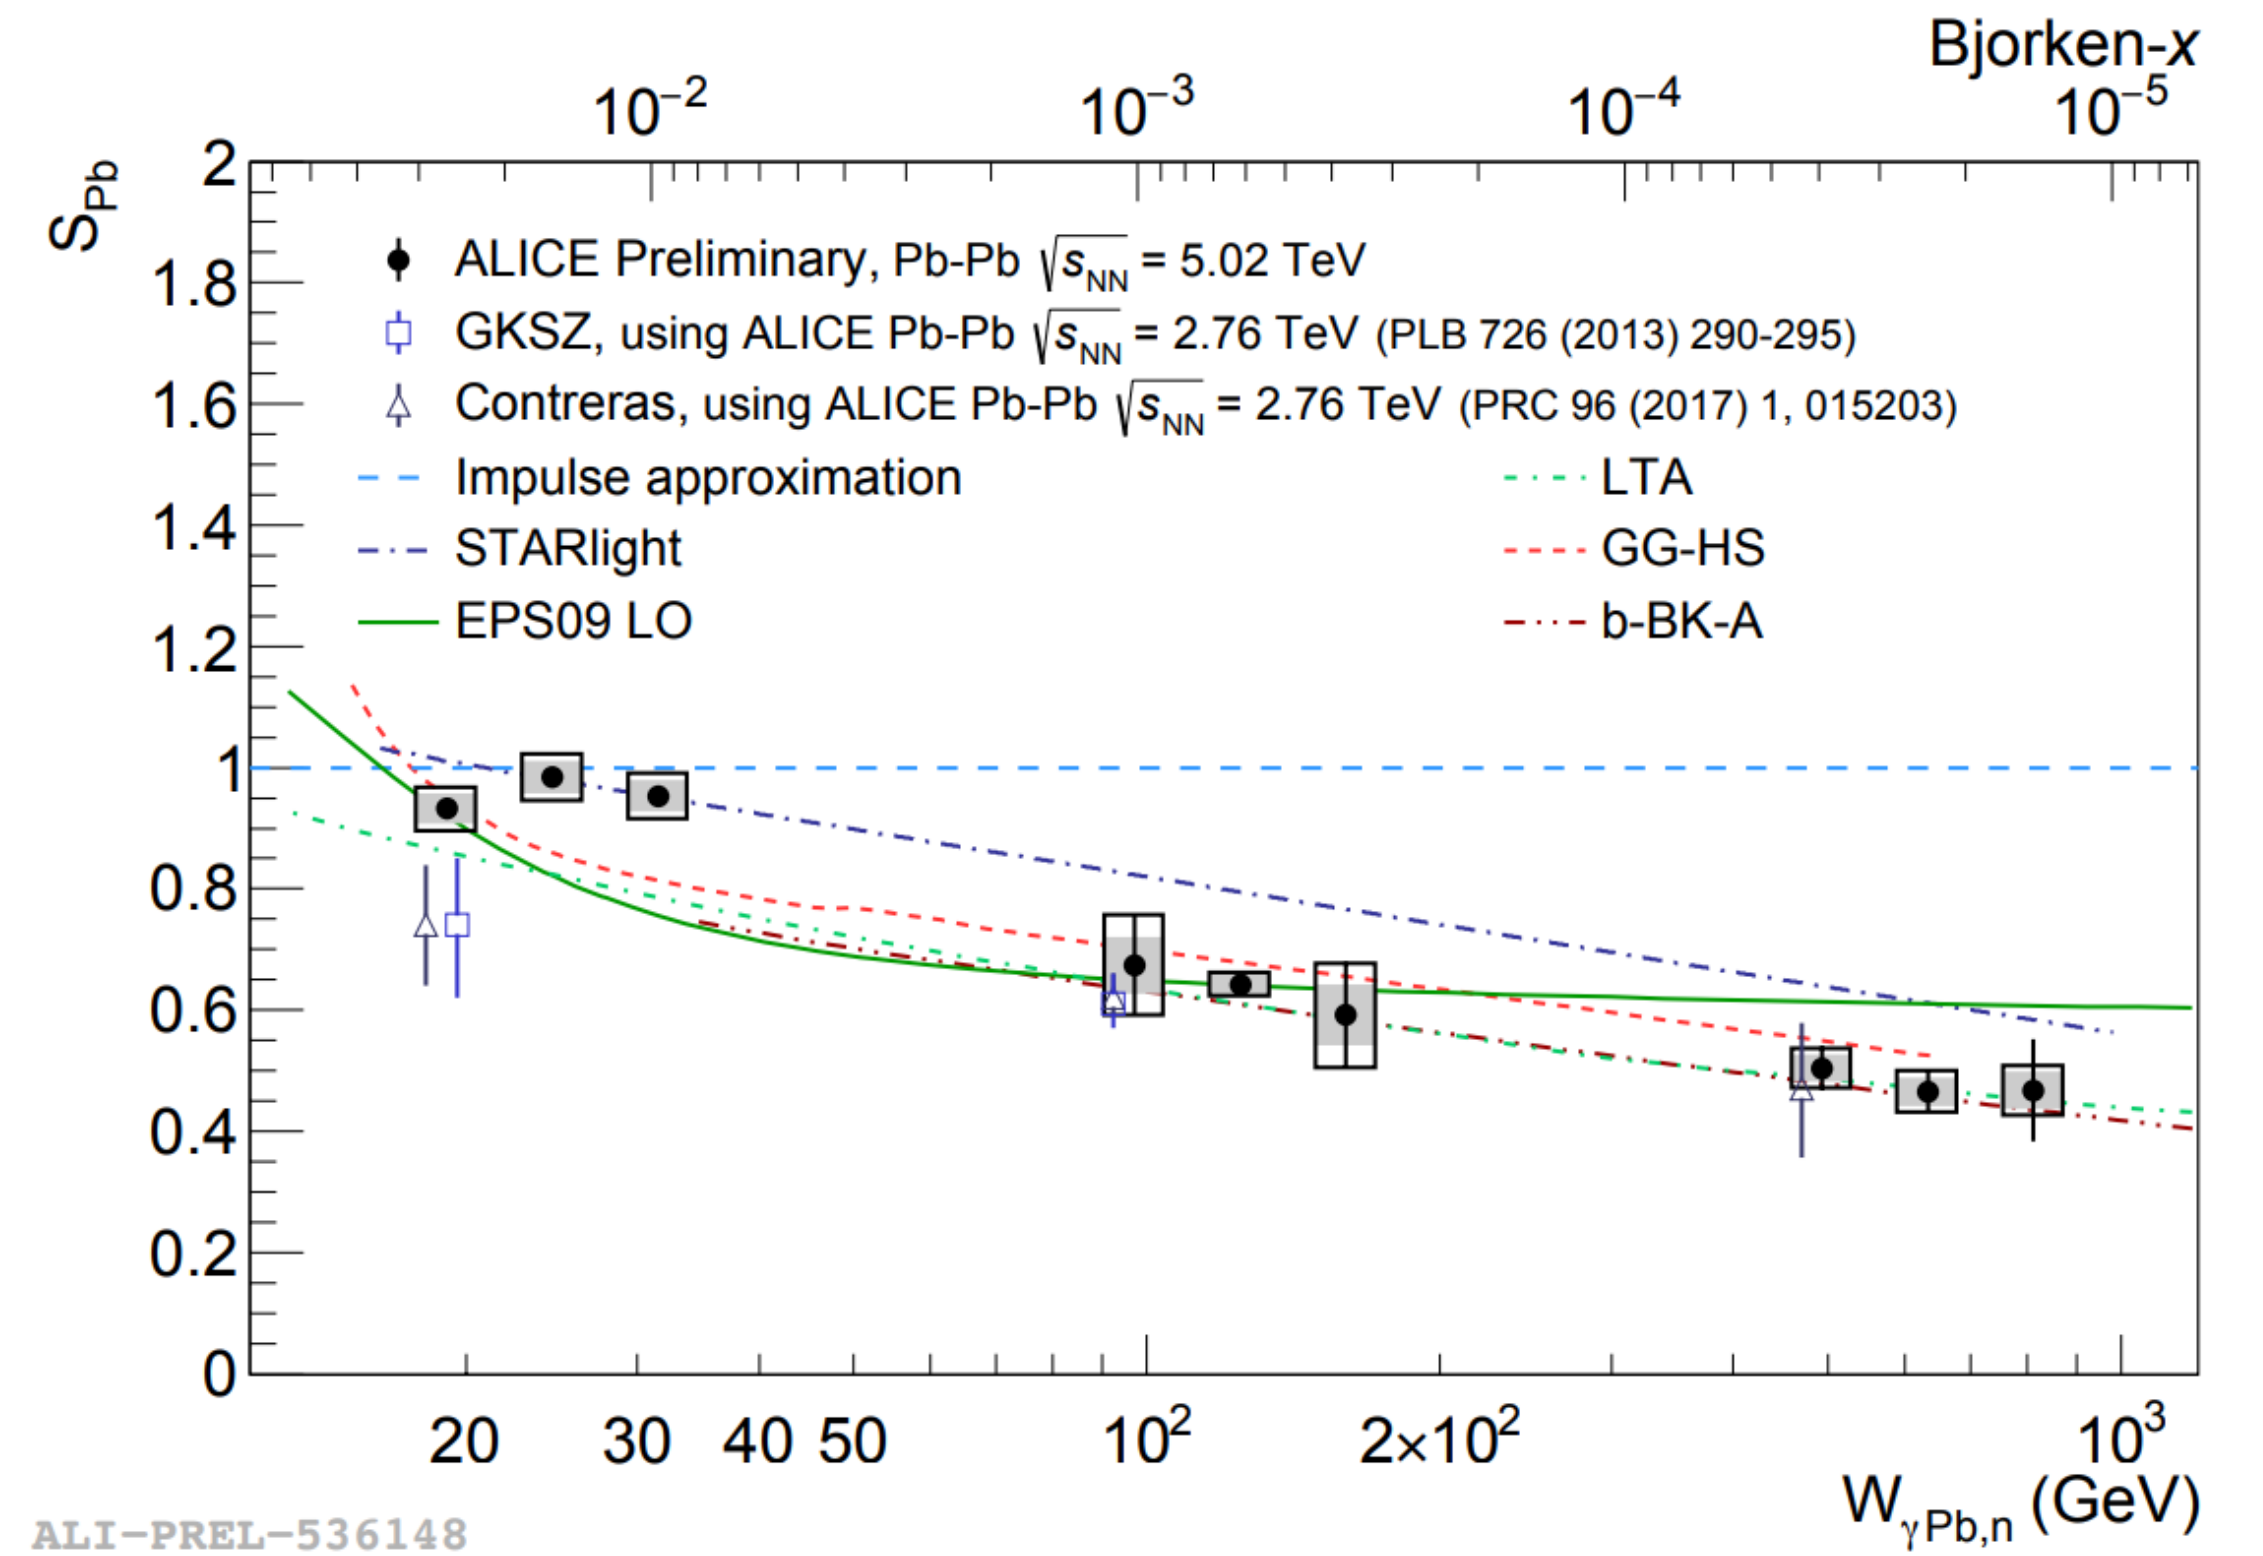 Bjorken-x
10⁻² 10⁻³ 10⁻⁴ 10⁻⁵
S_Pb
2
1.8
1.6
1.4
1.2
1
0.8
0.6
0.4
0.2
0
ALICE Preliminary, Pb-Pb √s_NN = 5.02 TeV
GKSZ, using ALICE Pb-Pb √s_NN = 2.76 TeV (PLB 726 (2013) 290-295)
Contreras, using ALICE Pb-Pb √s_NN = 2.76 TeV (PRC 96 (2017) 1, 015203)
Impulse approximation
LTA
STARlight
GG-HS
EPS09 LO
b-BK-A
20 30 40 50 10² 2×10² 10³
W_γPb,n (GeV)
ALI-PREL-536148